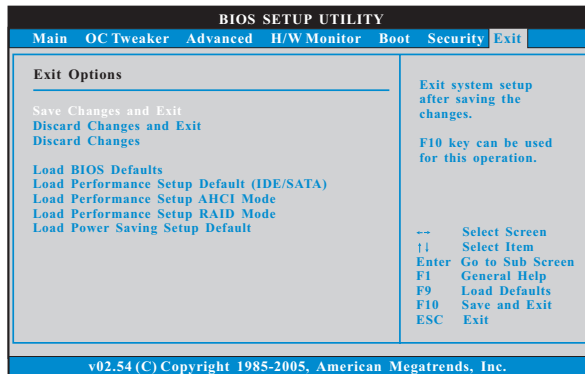 BIOS SETUP UTILITY
Main OC Tweaker Advanced H/W Monitor Boot Security Exit
Exit Options
Save Changes and Exit
Discard Changes and Exit
Discard Changes
Load BIOS Defaults
Load Performance Setup Default (IDE/SATA)
Load Performance Setup AHCI Mode
Load Performance Setup RAID Mode
Load Power Saving Setup Default
Exit system setup
after saving the
changes.
F10 key can be used
for this operation.
←→ Select Screen
↑↓ Select Item
Enter Go to Sub Screen
F1 General Help
F9 Load Defaults
F10 Save and Exit
ESC Exit
v02.54 (C) Copyright 1985-2005, American Megatrends, Inc.